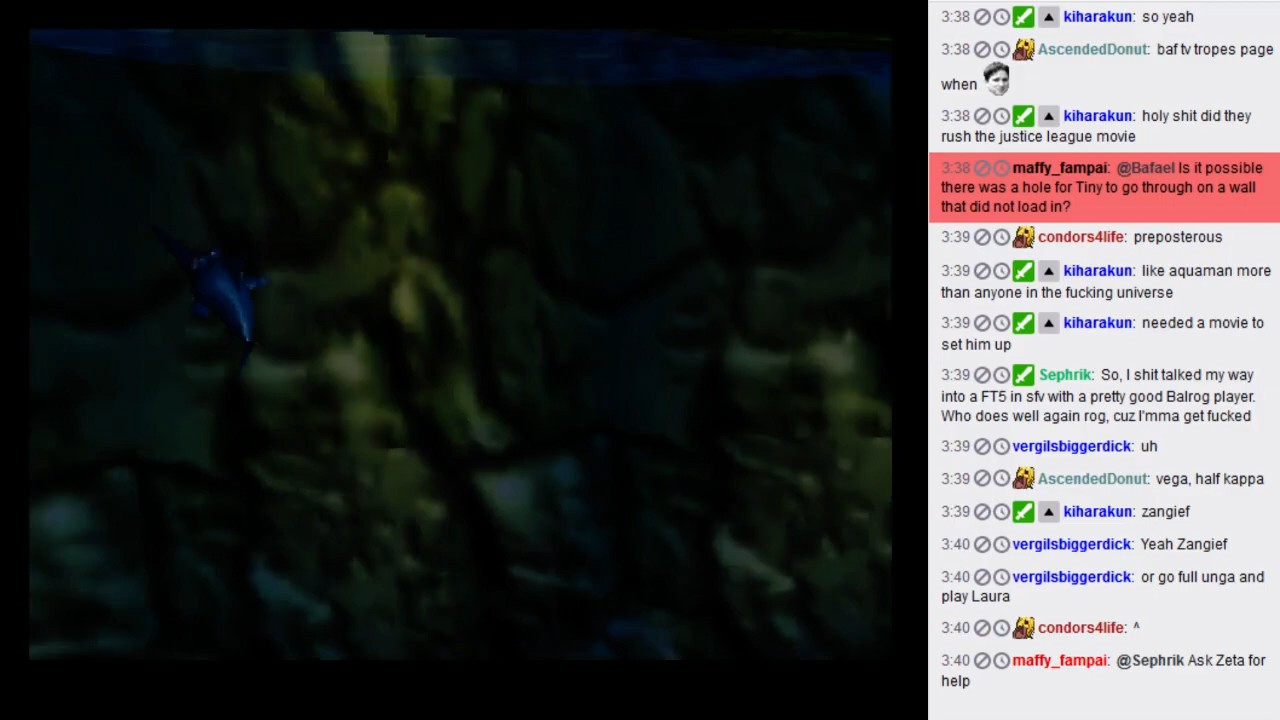 3:38 kiharakun: so yeah
3:38 AscendedDonut: baf tv tropes page
when
3:38 kiharakun: holy shit did they
rush the justice league movie
3:38 maffy_fampai: @Bafael Is it possible
there was a hole for Tiny to go through on a wall
that did not load in?
3:39 condors4life: preposterous
3:39 kiharakun: like aquaman more
than anyone in the fucking universe
3:39 kiharakun: needed a movie to
set him up
3:39 Sephrik: So, I shit talked my way
into a FT5 in sfv with a pretty good Balrog player.
Who does well again rog, cuz I'mma get fucked
3:39 vergilsbiggerdick: uh
3:39 AscendedDonut: vega, half kappa
3:39 kiharakun: zangief
3:40 vergilsbiggerdick: Yeah Zangief
3:40 vergilsbiggerdick: or go full unga and
play Laura
3:40 condors4life: ^
3:40 maffy_fampai: @Sephrik Ask Zeta for
help